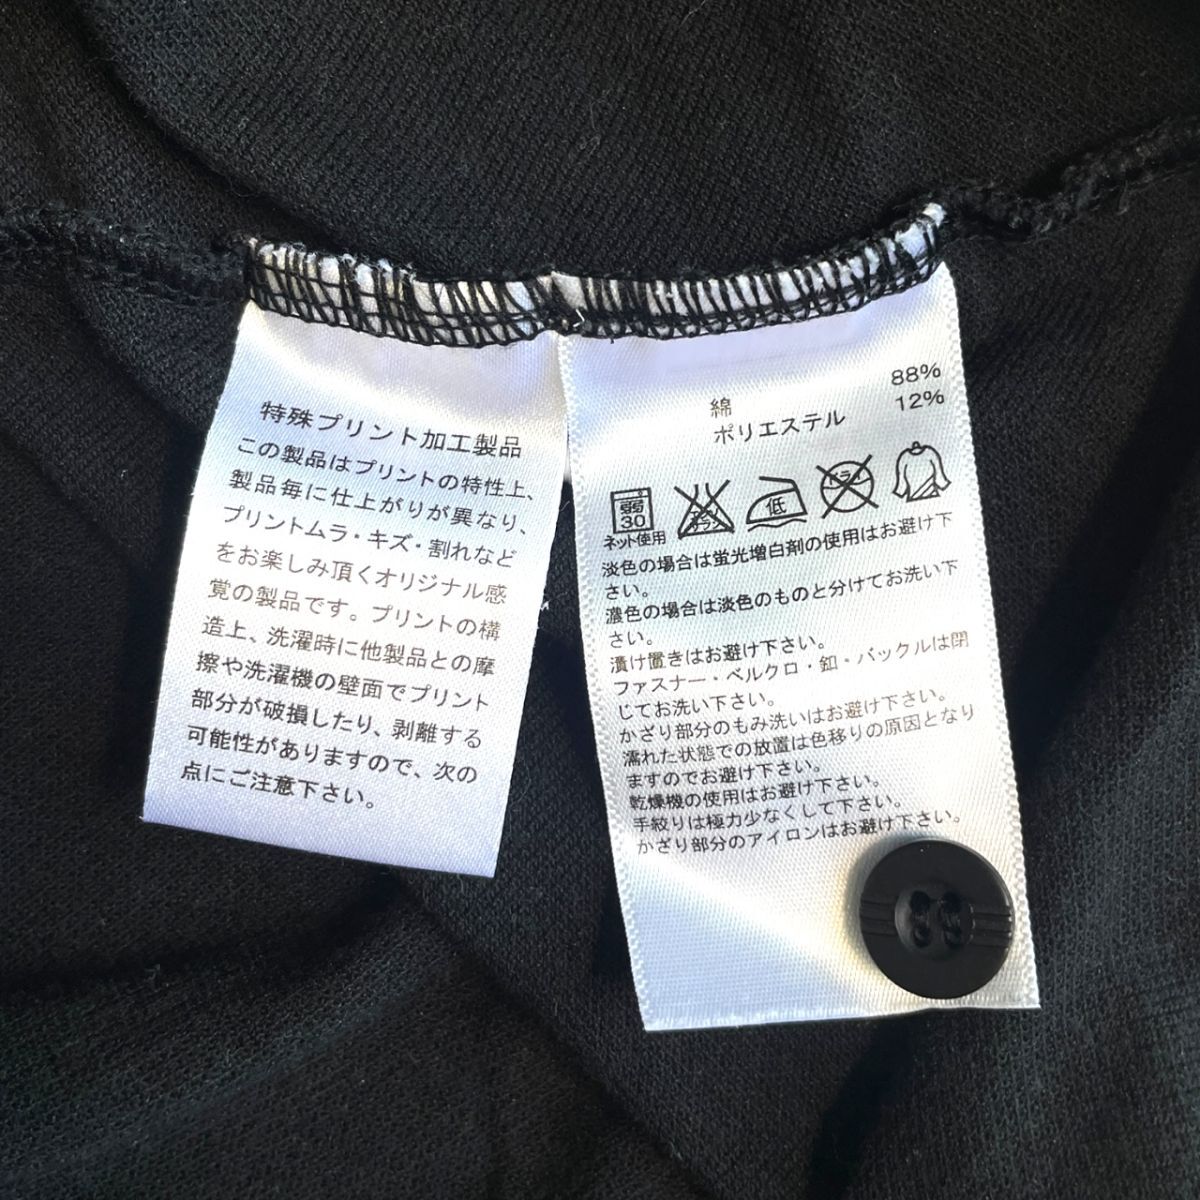 特殊プリント加工製品
この製品はプリントの特性上、
製品毎に仕上がりが異なり、
プリントムラ・キズ・割れなど
をお楽しみ頂くオリジナル感
覚の製品です。プリントの構
造上、洗濯時に他製品との摩
擦や洗濯機の壁面でプリント
部分が破損したり、剥離する
可能性がありますので、次の
点にご注意下さい。
綿 88%
ポリエステル 12%
弱
30
低
ネット使用
淡色の場合は蛍光増白剤の使用はお避け下
さい。
濃色の場合は淡色のものと分けてお洗い下
さい。
漬け置きはお避け下さい。
ファスナー・ベルクロ・釦・バックルは閉
じてお洗い下さい。
かざり部分のもみ洗いはお避け下さい。
濡れた状態での放置は色移りの原因となり
ますのでお避け下さい。
乾燥機の使用はお避け下さい。
手絞りは極力少なくして下さい。
かざり部分のアイロンはお避け下さい。